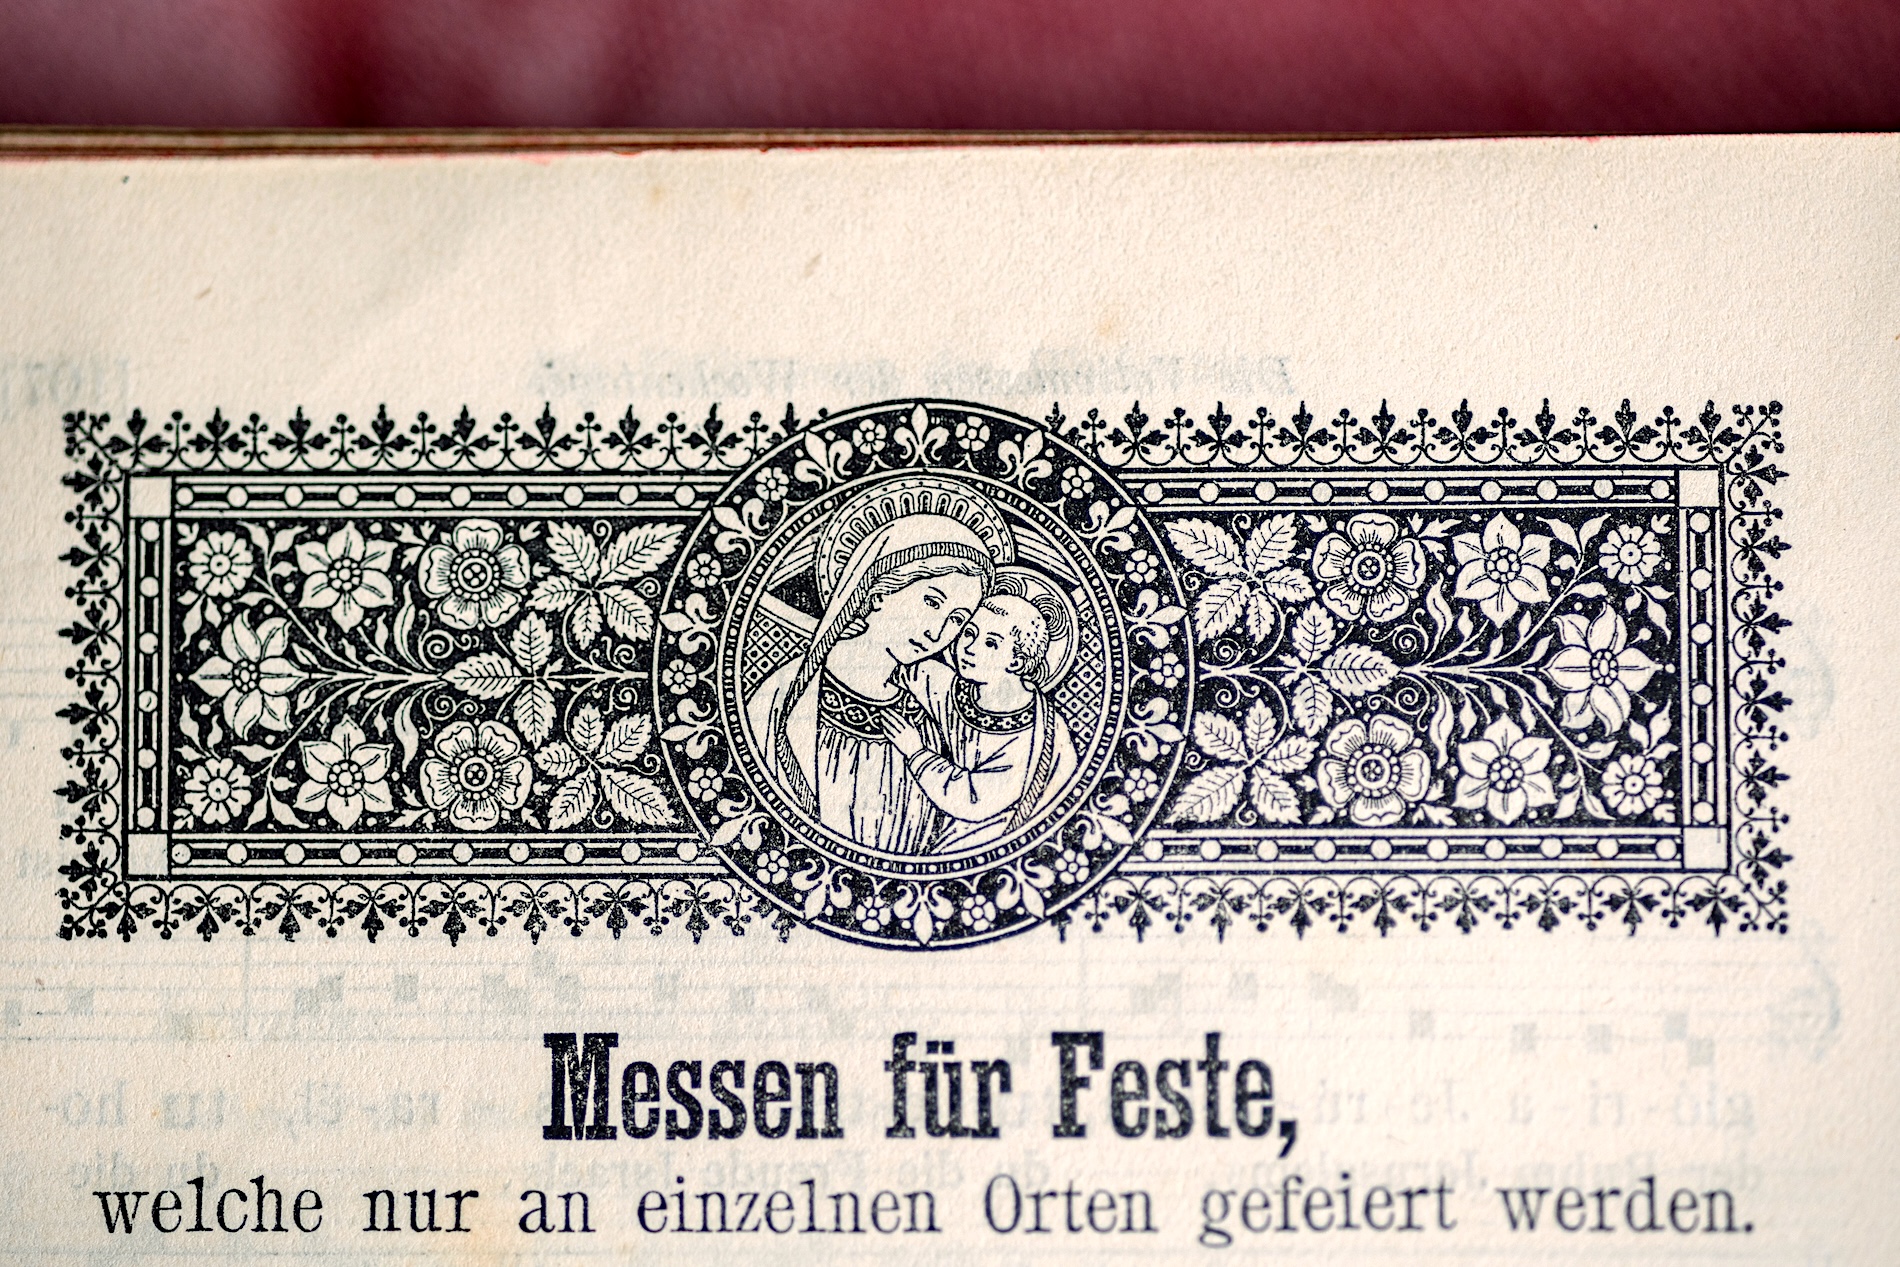 Messen für Feste,
welche nur an einzelnen Orten gefeiert werden.